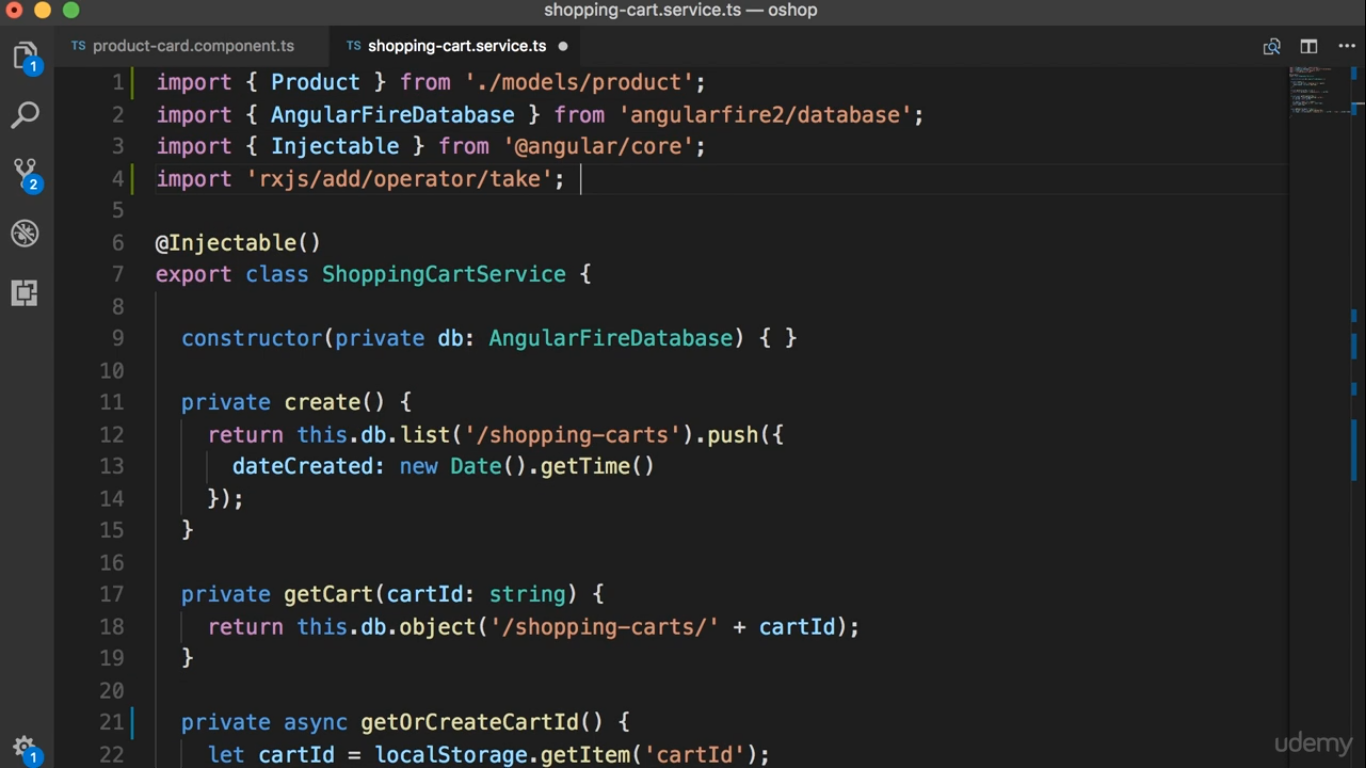 shopping-cart.service.ts — oshop
TS product-card.component.ts TS shopping-cart.service.ts
1 import { Product } from './models/product';
2 import { AngularFireDatabase } from 'angularfire2/database';
3 import { Injectable } from '@angular/core';
4 import 'rxjs/add/operator/take';
5
6 @Injectable()
7 export class ShoppingCartService {
8
9 constructor(private db: AngularFireDatabase) { }
10
11 private create() {
12 return this.db.list('/shopping-carts').push({
13 dateCreated: new Date().getTime()
14 });
15 }
16
17 private getCart(cartId: string) {
18 return this.db.object('/shopping-carts/' + cartId);
19 }
20
21 private async getOrCreateCartId() {
22 let cartId = localStorage.getItem('cartId');
1
2
1
udemy